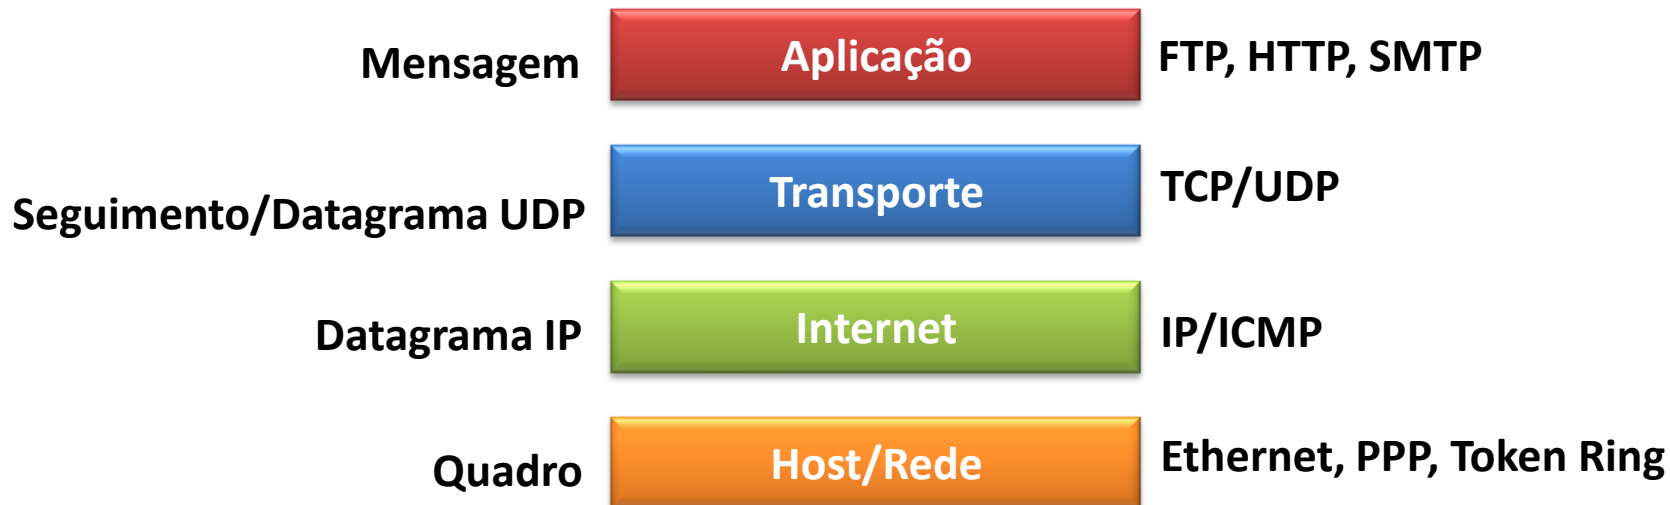 Mensagem Aplicação FTP, HTTP, SMTP
Seguimento/Datagrama UDP Transporte TCP/UDP
Datagrama IP Internet IP/ICMP
Quadro Host/Rede Ethernet, PPP, Token Ring